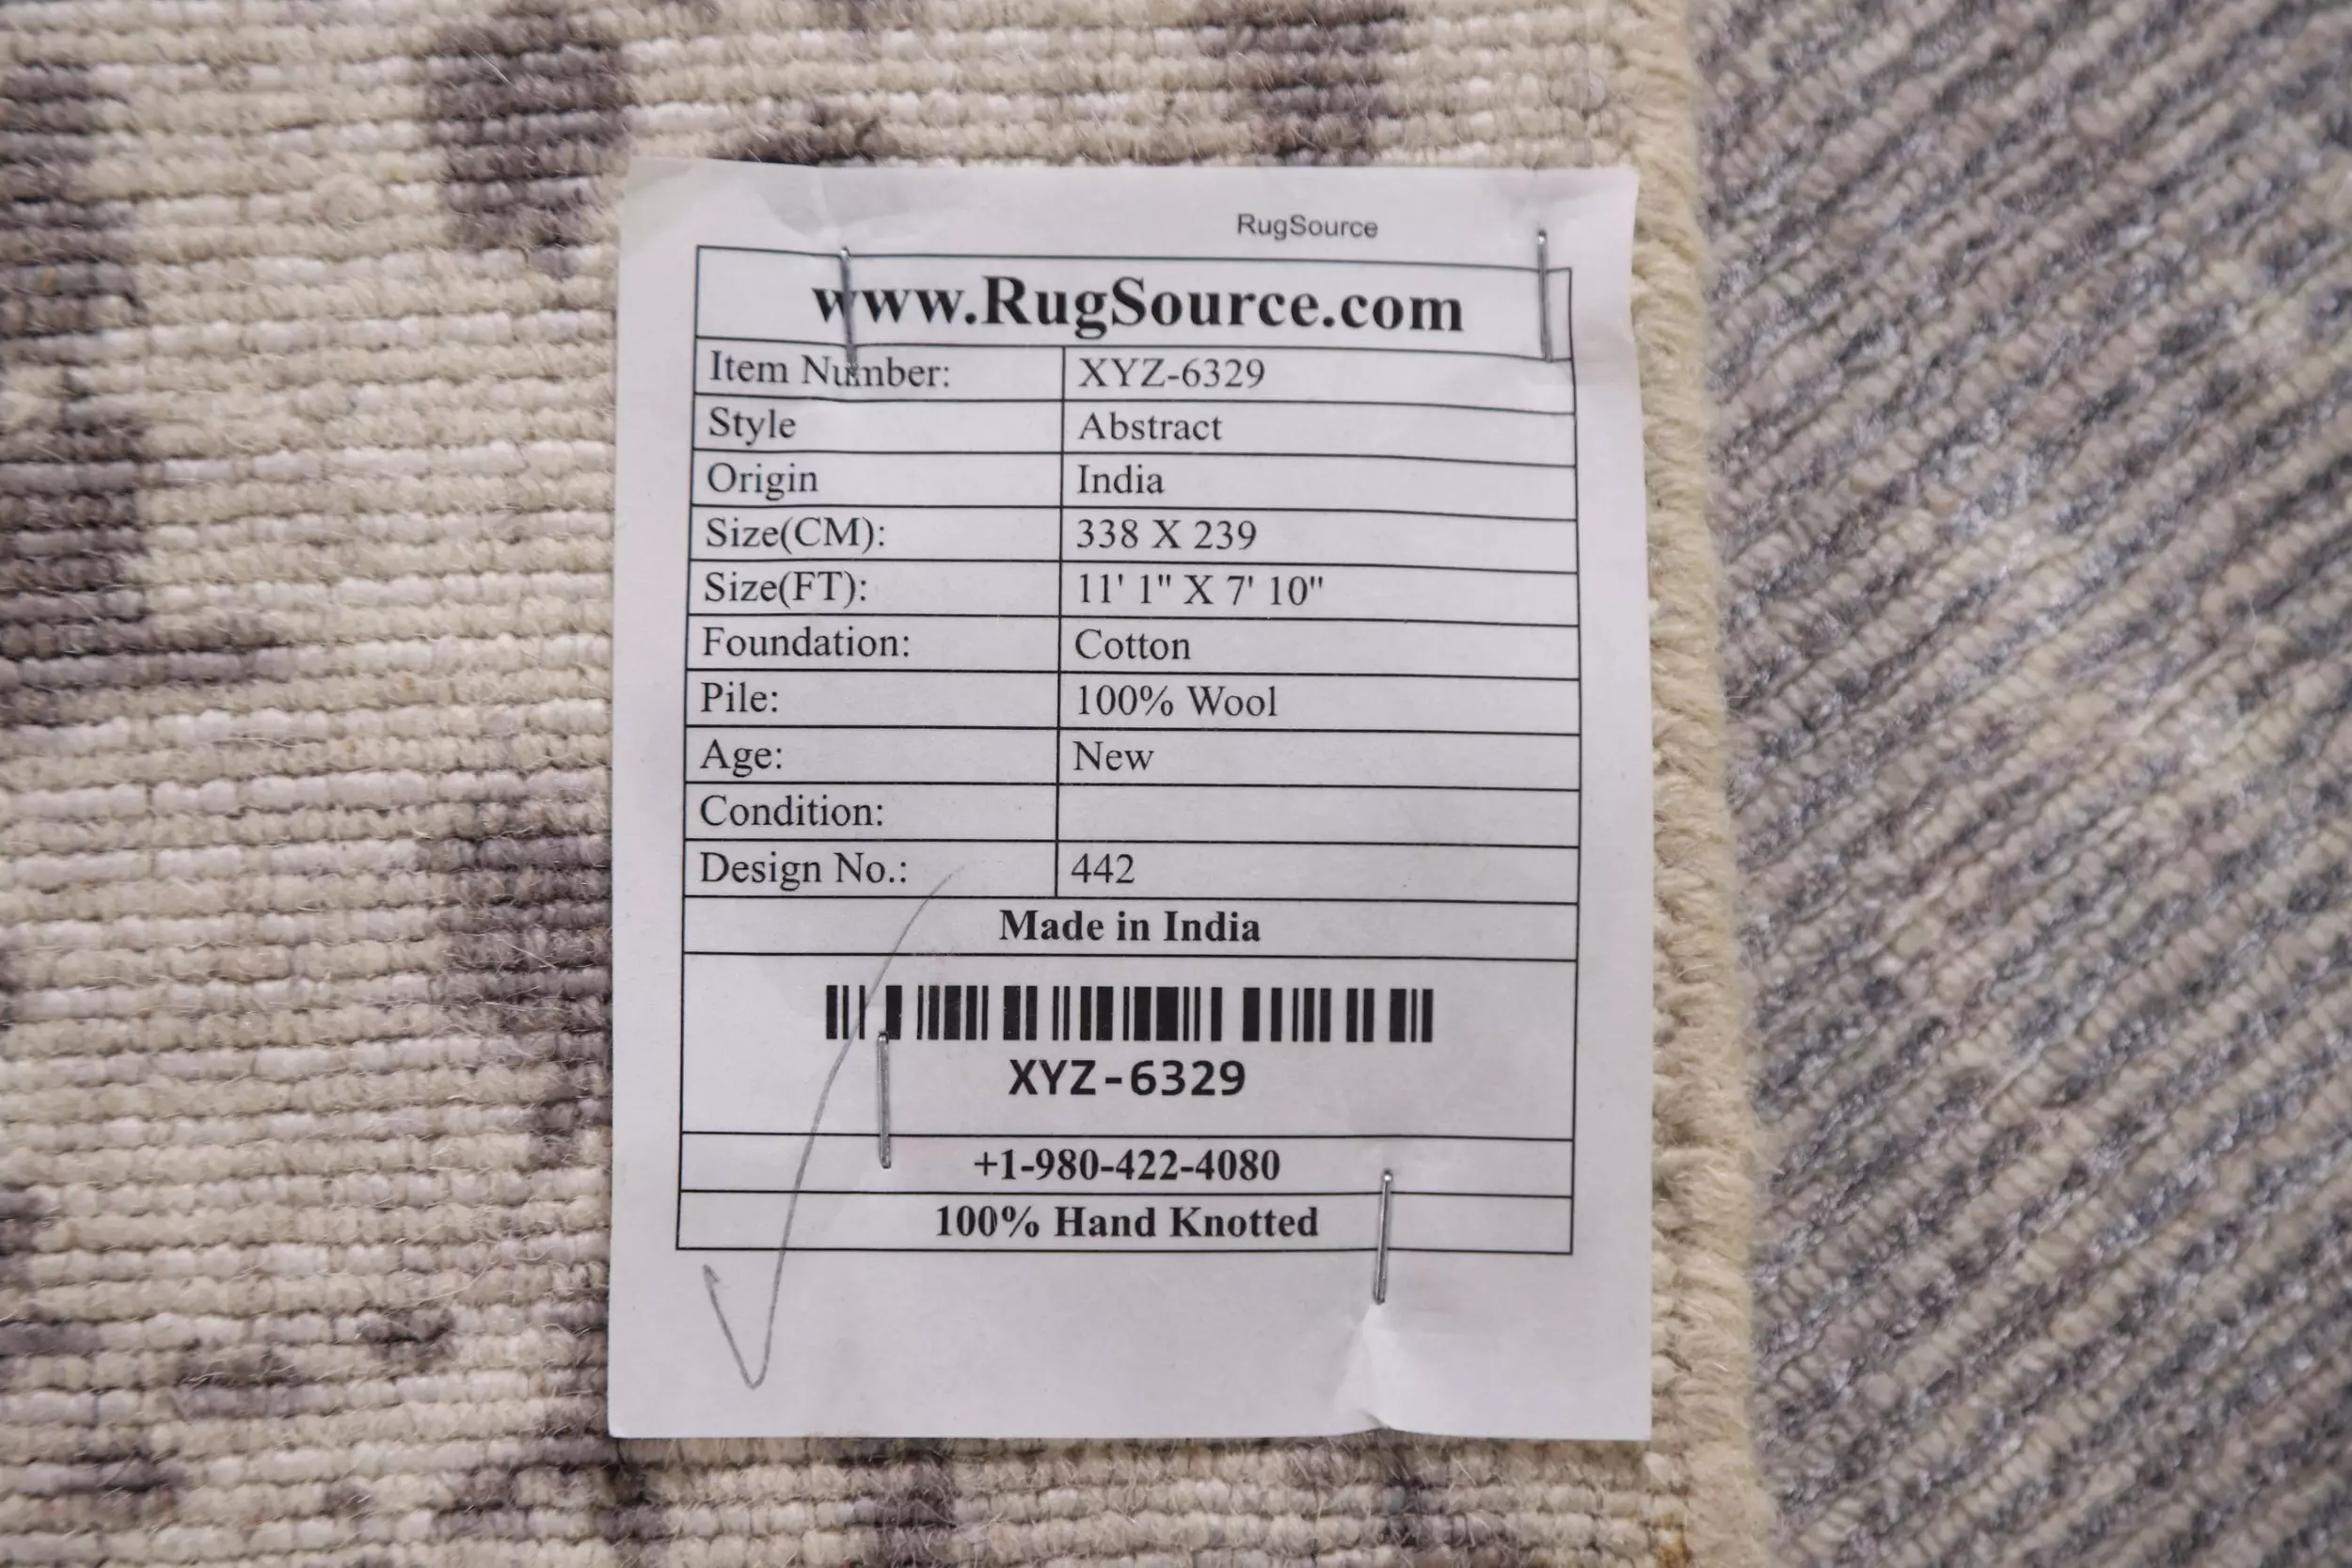 RugSource
www.RugSource.com
Item Number: XYZ-6329
Style Abstract
Origin India
Size(CM): 338 X 239
Size(FT): 11' 1" X 7' 10"
Foundation: Cotton
Pile: 100% Wool
Age: New
Condition:
Design No.: 442
Made in India
XYZ-6329
+1-980-422-4080
100% Hand Knotted